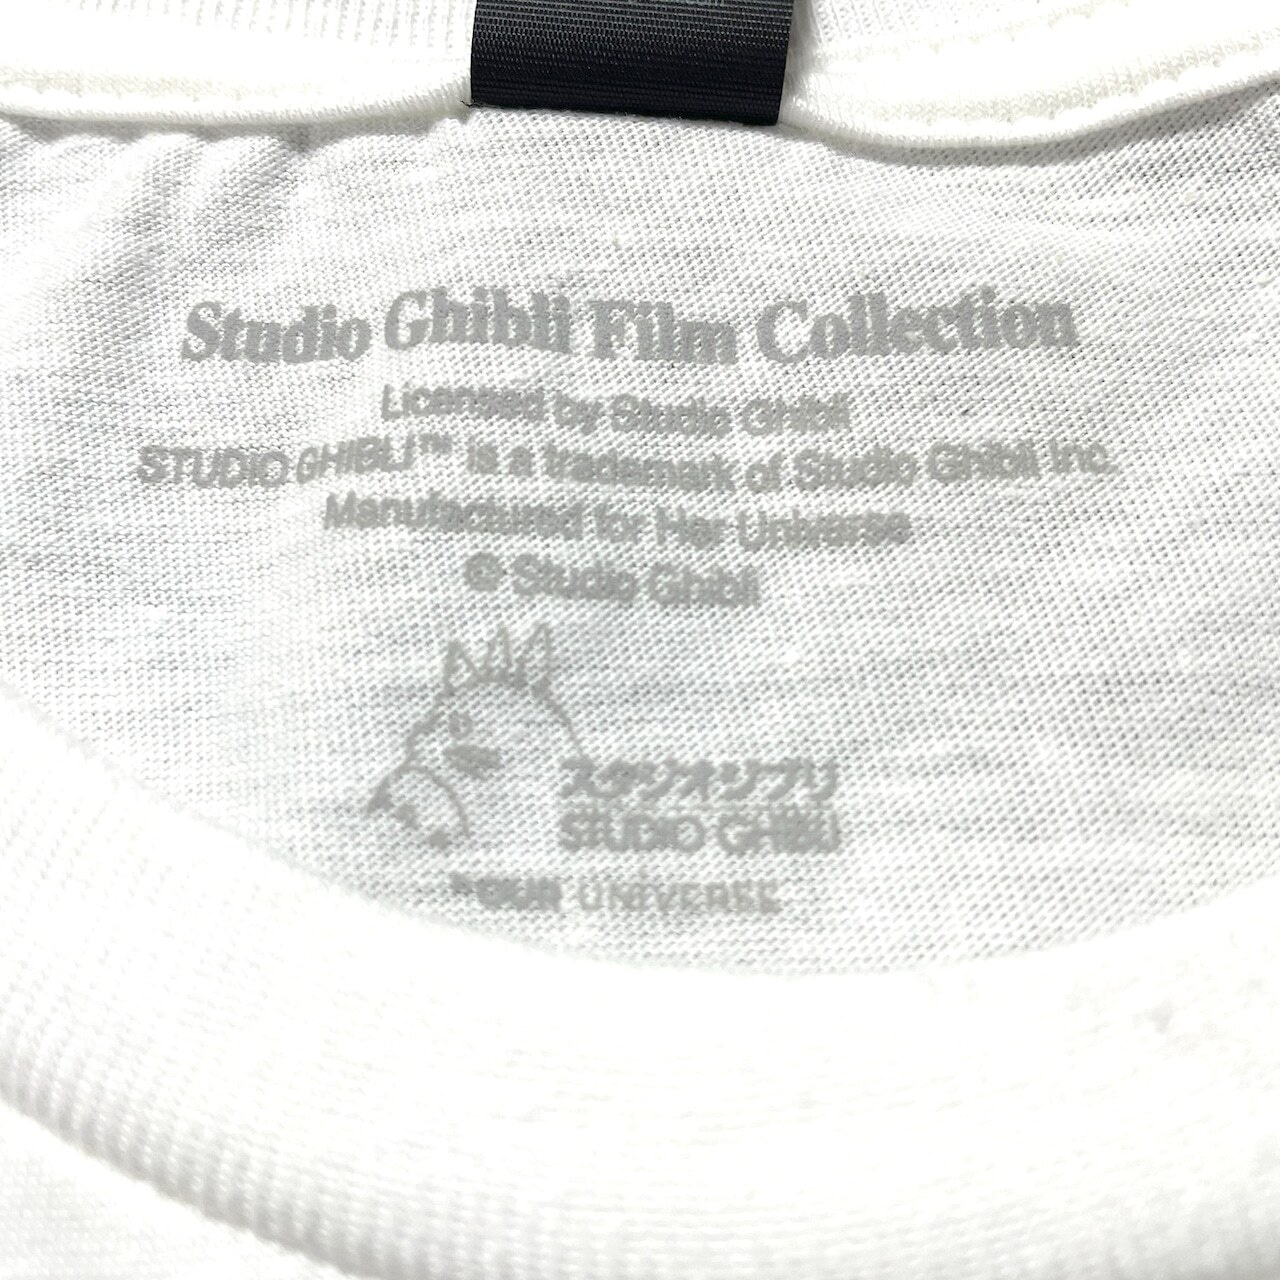 Studio Ghibli Film Collection
Licensed by Studio Ghibli
STUDIO GHIBLI™ is a trademark of Studio Ghibli Inc.
Manufactured for Her Universe
© Studio Ghibli
スタジオジブリ
STUDIO GHIBLI
OUR UNIVERSE